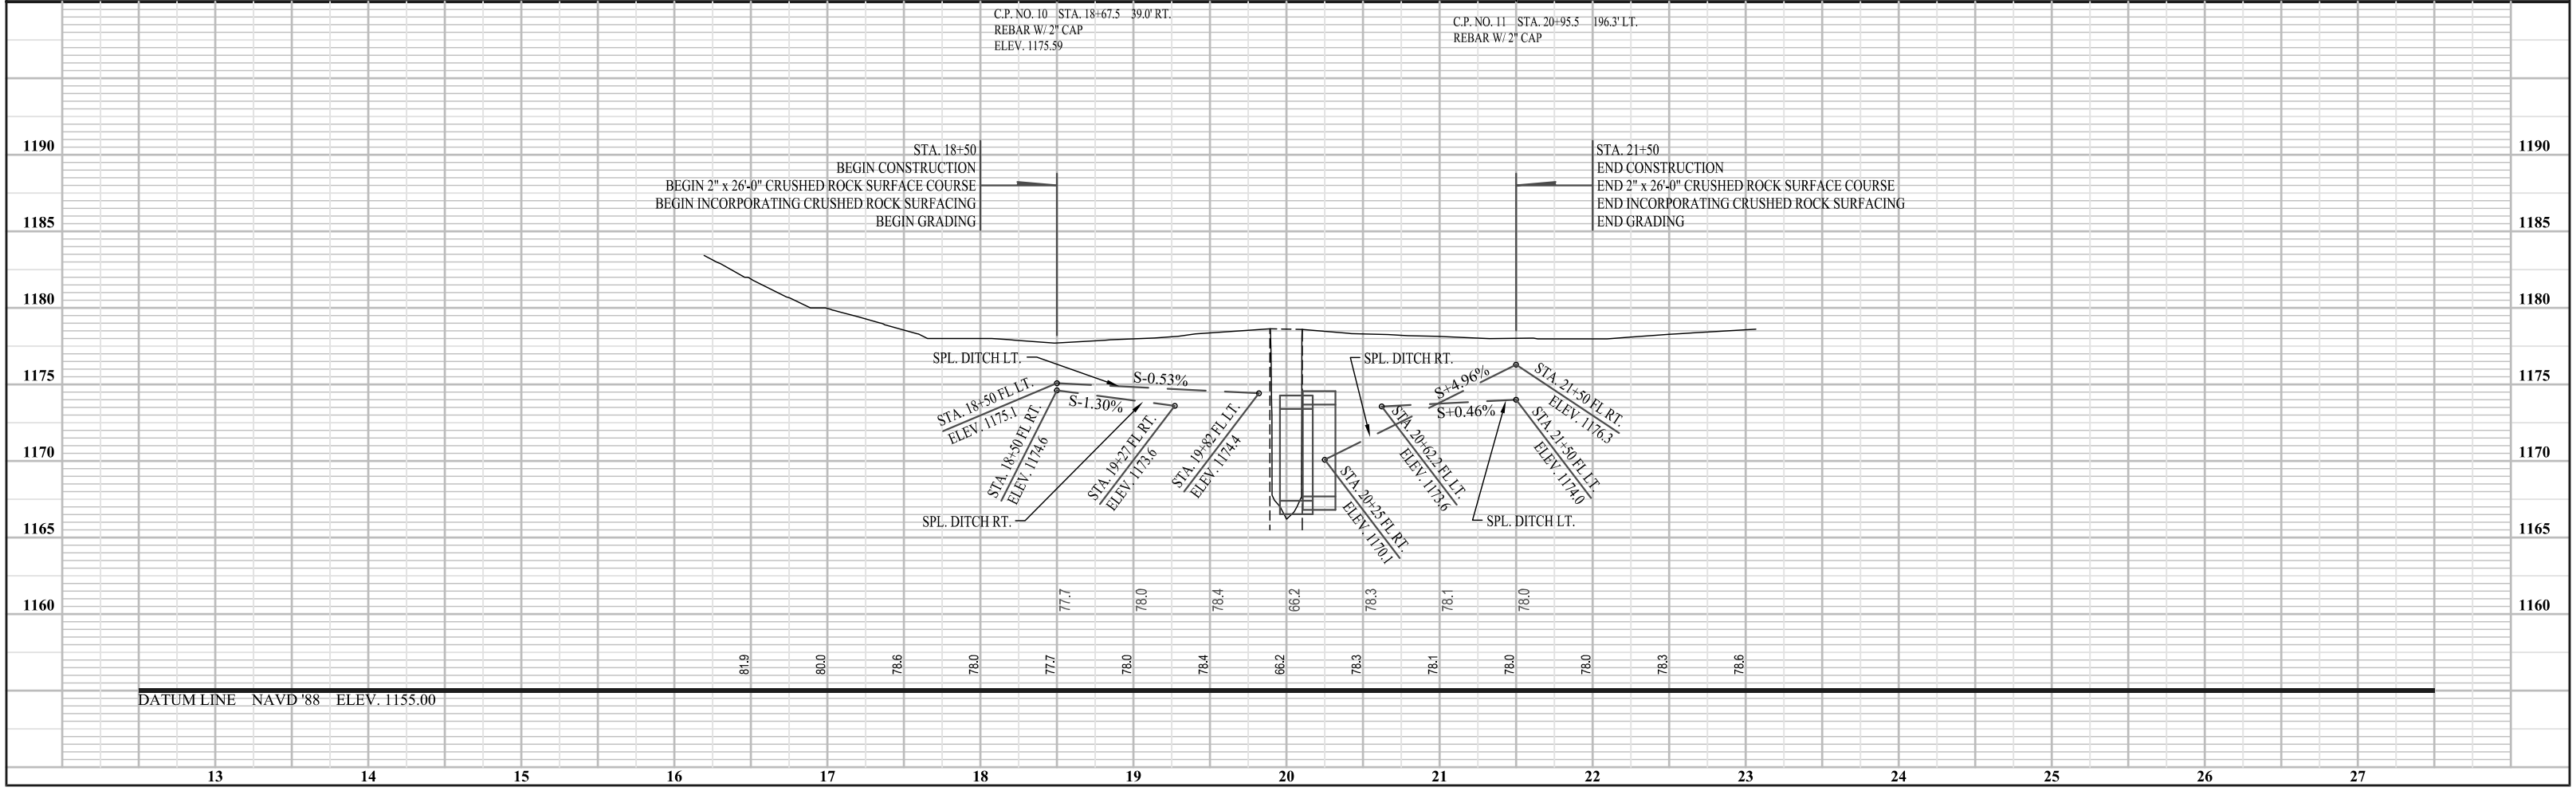 C.P. NO. 10 STA. 18+67.5 39.0' RT.
REBAR W/ 2" CAP
ELEV. 1175.59
C.P. NO. 11 STA. 20+95.5 196.3' LT.
REBAR W/ 2" CAP
1190
1185
1180
1175
1170
1165
1160
STA. 18+50
BEGIN CONSTRUCTION
BEGIN 2" x 26'-0" CRUSHED ROCK SURFACE COURSE
BEGIN INCORPORATING CRUSHED ROCK SURFACING
BEGIN GRADING
STA. 21+50
END CONSTRUCTION
END 2" x 26'-0" CRUSHED ROCK SURFACE COURSE
END INCORPORATING CRUSHED ROCK SURFACING
END GRADING
1190
1185
1180
1175
1170
1165
1160
SPL. DITCH LT.
S-0.53%
STA. 18+50 FL LT.
ELEV. 1175.1
S-1.30%
STA. 18+50 FL RT.
ELEV. 1174.6
STA. 19+27 FL RT.
ELEV. 1173.6
STA. 19+82 FL LT.
ELEV. 1174.4
SPL. DITCH RT.
SPL. DITCH RT.
S+4.96%
S+0.46%
STA. 21+50 FL RT.
ELEV. 1176.3
STA. 21+50 FL LT.
ELEV. 1174.0
STA. 20+62.2 FL LT.
ELEV. 1173.6
STA. 20+25 FL RT.
ELEV. 1170.1
SPL. DITCH LT.
77.7 78.0 78.4 66.2 78.3 78.1 78.0
81.9 80.0 78.6 78.0 77.7 78.0 78.4 66.2 78.3 78.1 78.0 78.0 78.3 78.6
DATUM LINE NAVD '88 ELEV. 1155.00
13 14 15 16 17 18 19 20 21 22 23 24 25 26 27